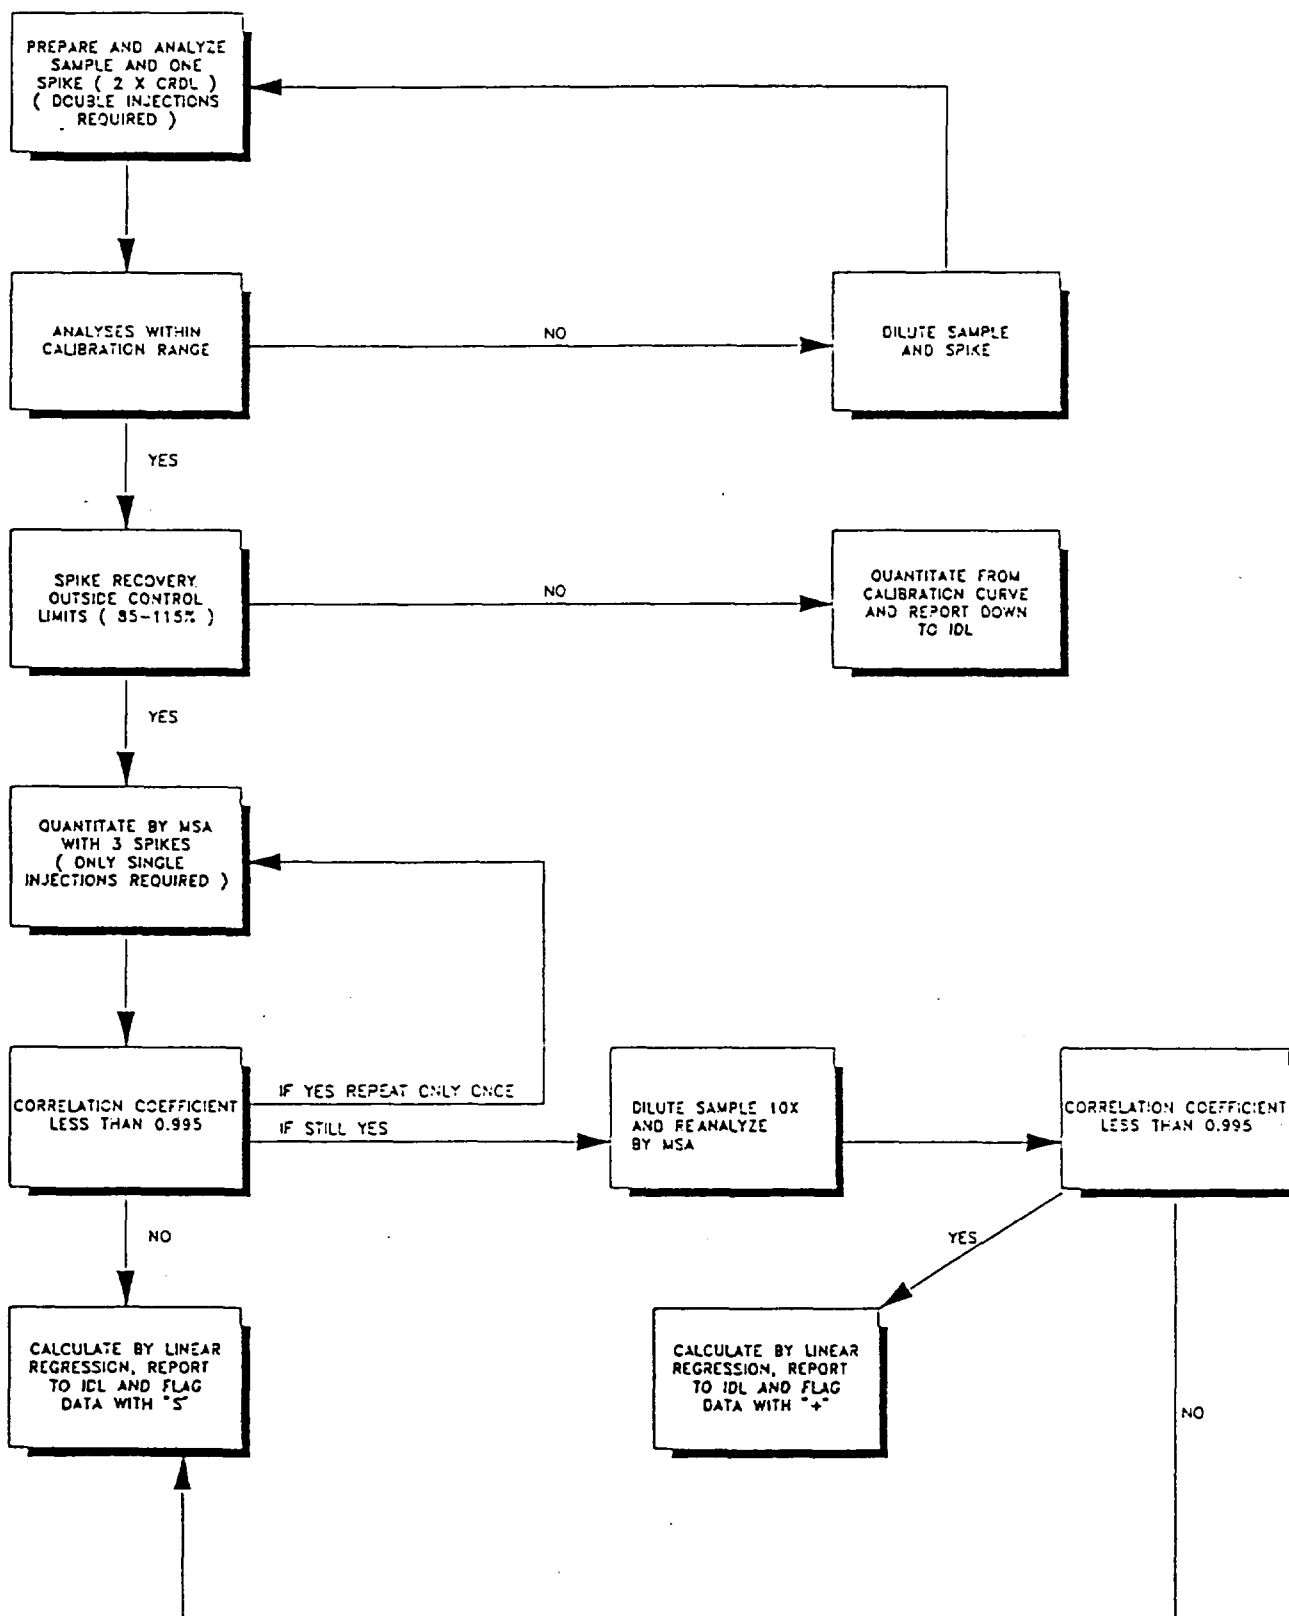 PREPARE AND ANALYZE
SAMPLE AND ONE
SPIKE ( 2 X CRDL )
( DOUBLE INJECTIONS
REQUIRED )
ANALYSES WITHIN
CALIBRATION RANGE
NO
DILUTE SAMPLE
AND SPIKE
YES
SPIKE RECOVERY
OUTSIDE CONTROL
LIMITS ( 85-115% )
NO
QUANTITATE FROM
CALIBRATION CURVE
AND REPORT DOWN
TO IDL
YES
QUANTITATE BY MSA
WITH 3 SPIKES
( ONLY SINGLE
INJECTIONS REQUIRED )
CORRELATION COEFFICIENT
LESS THAN 0.995
IF YES REPEAT ONLY ONCE
IF STILL YES
DILUTE SAMPLE 10X
AND REANALYZE
BY MSA
CORRELATION COEFFICIENT
LESS THAN 0.995
NO
YES
CALCULATE BY LINEAR
REGRESSION, REPORT
TO IDL AND FLAG
DATA WITH "S"
CALCULATE BY LINEAR
REGRESSION, REPORT
TO IDL AND FLAG
DATA WITH "+"
NO